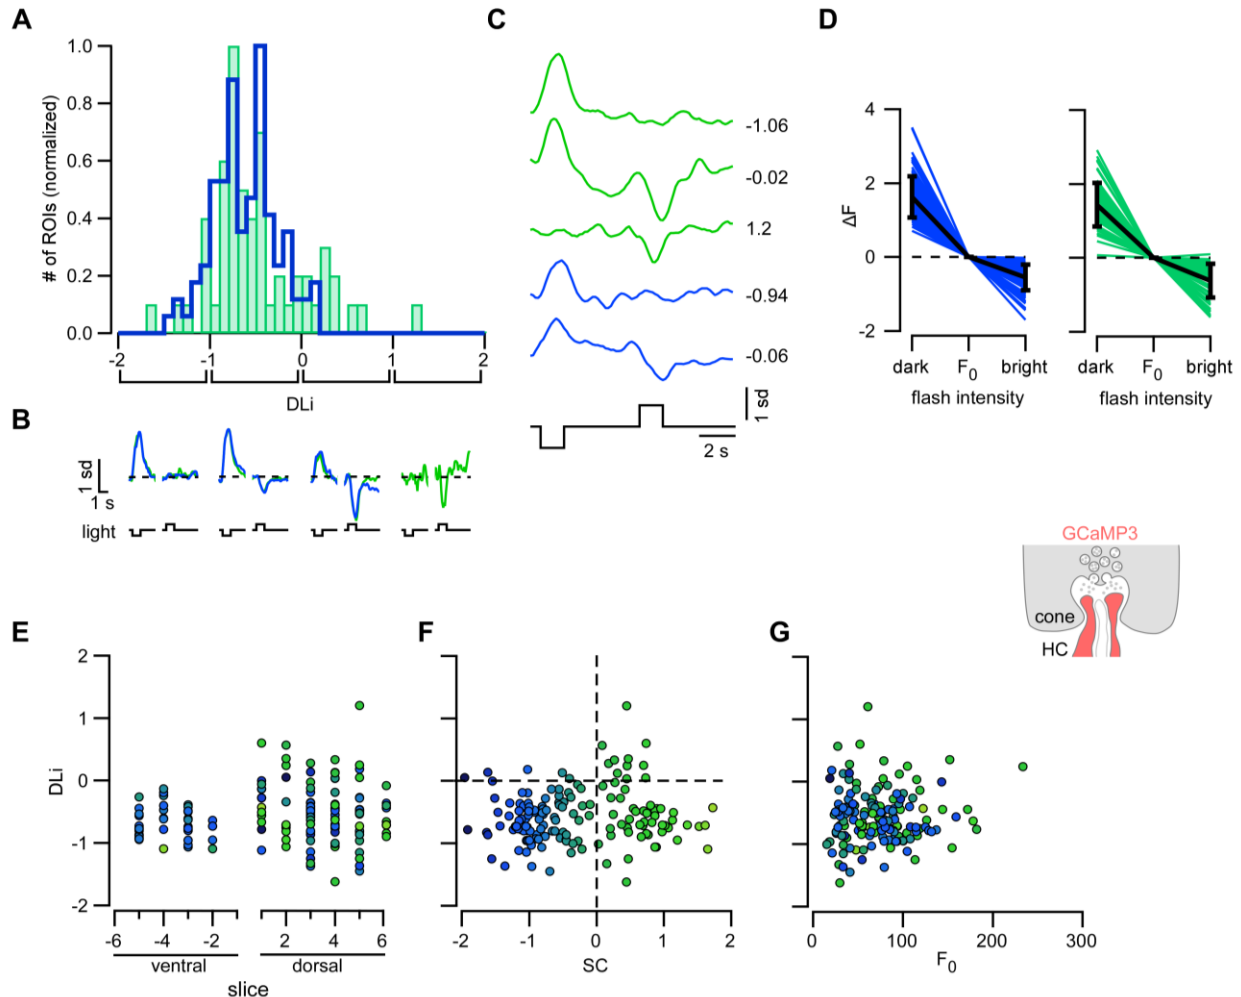 A
1.0
0.8
0.6
0.4
0.2
0.0
# of ROIs (normalized)
-2
-1
0
1
2
DLi
B
1 sd
1 s
light
C
-1.06
-0.02
1.2
-0.94
-0.06
1 sd
2 s
D
4
2
0
-2
ΔF
dark F0 bright
flash intensity
dark F0 bright
flash intensity
GCaMP3
cone
HC
E
2
1
0
-1
-2
DLi
-6 -4 -2 2 4 6
ventral dorsal
slice
F
-2 -1 0 1 2
SC
G
0 100 200 300
F0